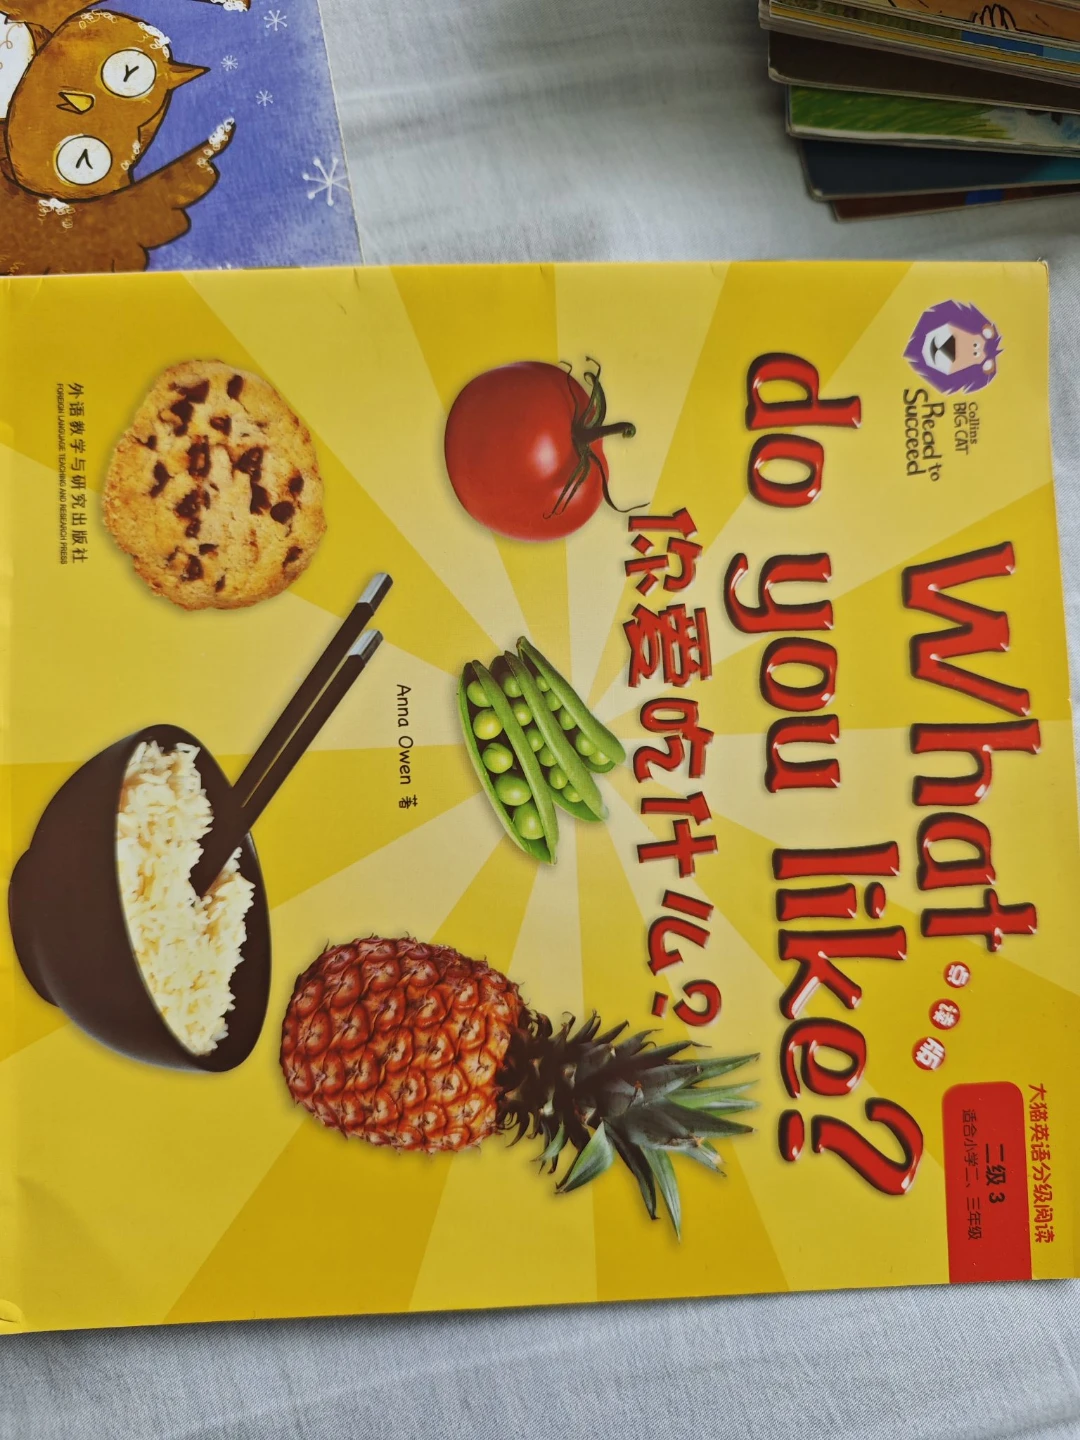 Collins
BIG CAT
Read to
Succeed
大猫英语分级阅读
二级 3
适合小学二、三年级
点读版
What
do you like?
你爱吃什么?
Anna Owen 著
外语教学与研究出版社
FOREIGN LANGUAGE TEACHING AND RESEARCH PRESS